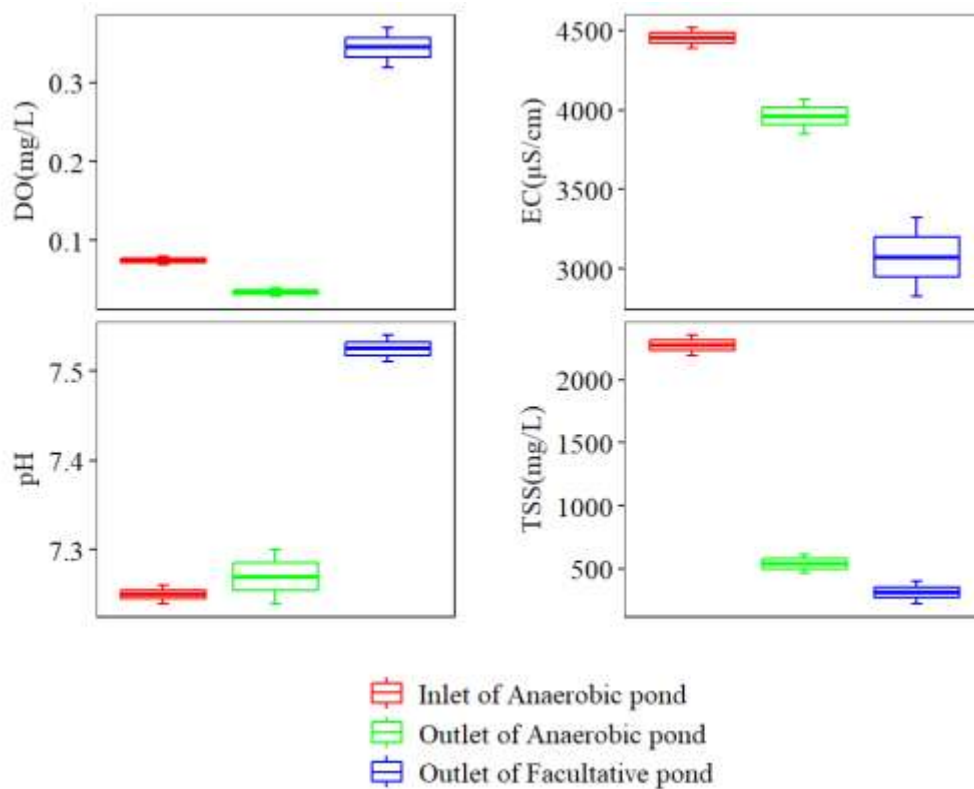 DO(mg/L)
0.3
0.2
0.1
EC(µS/cm)
4500
4000
3500
3000
pH
7.5
7.4
7.3
TSS(mg/L)
2000
1500
1000
500
Inlet of Anaerobic pond
Outlet of Anaerobic pond
Outlet of Facultative pond